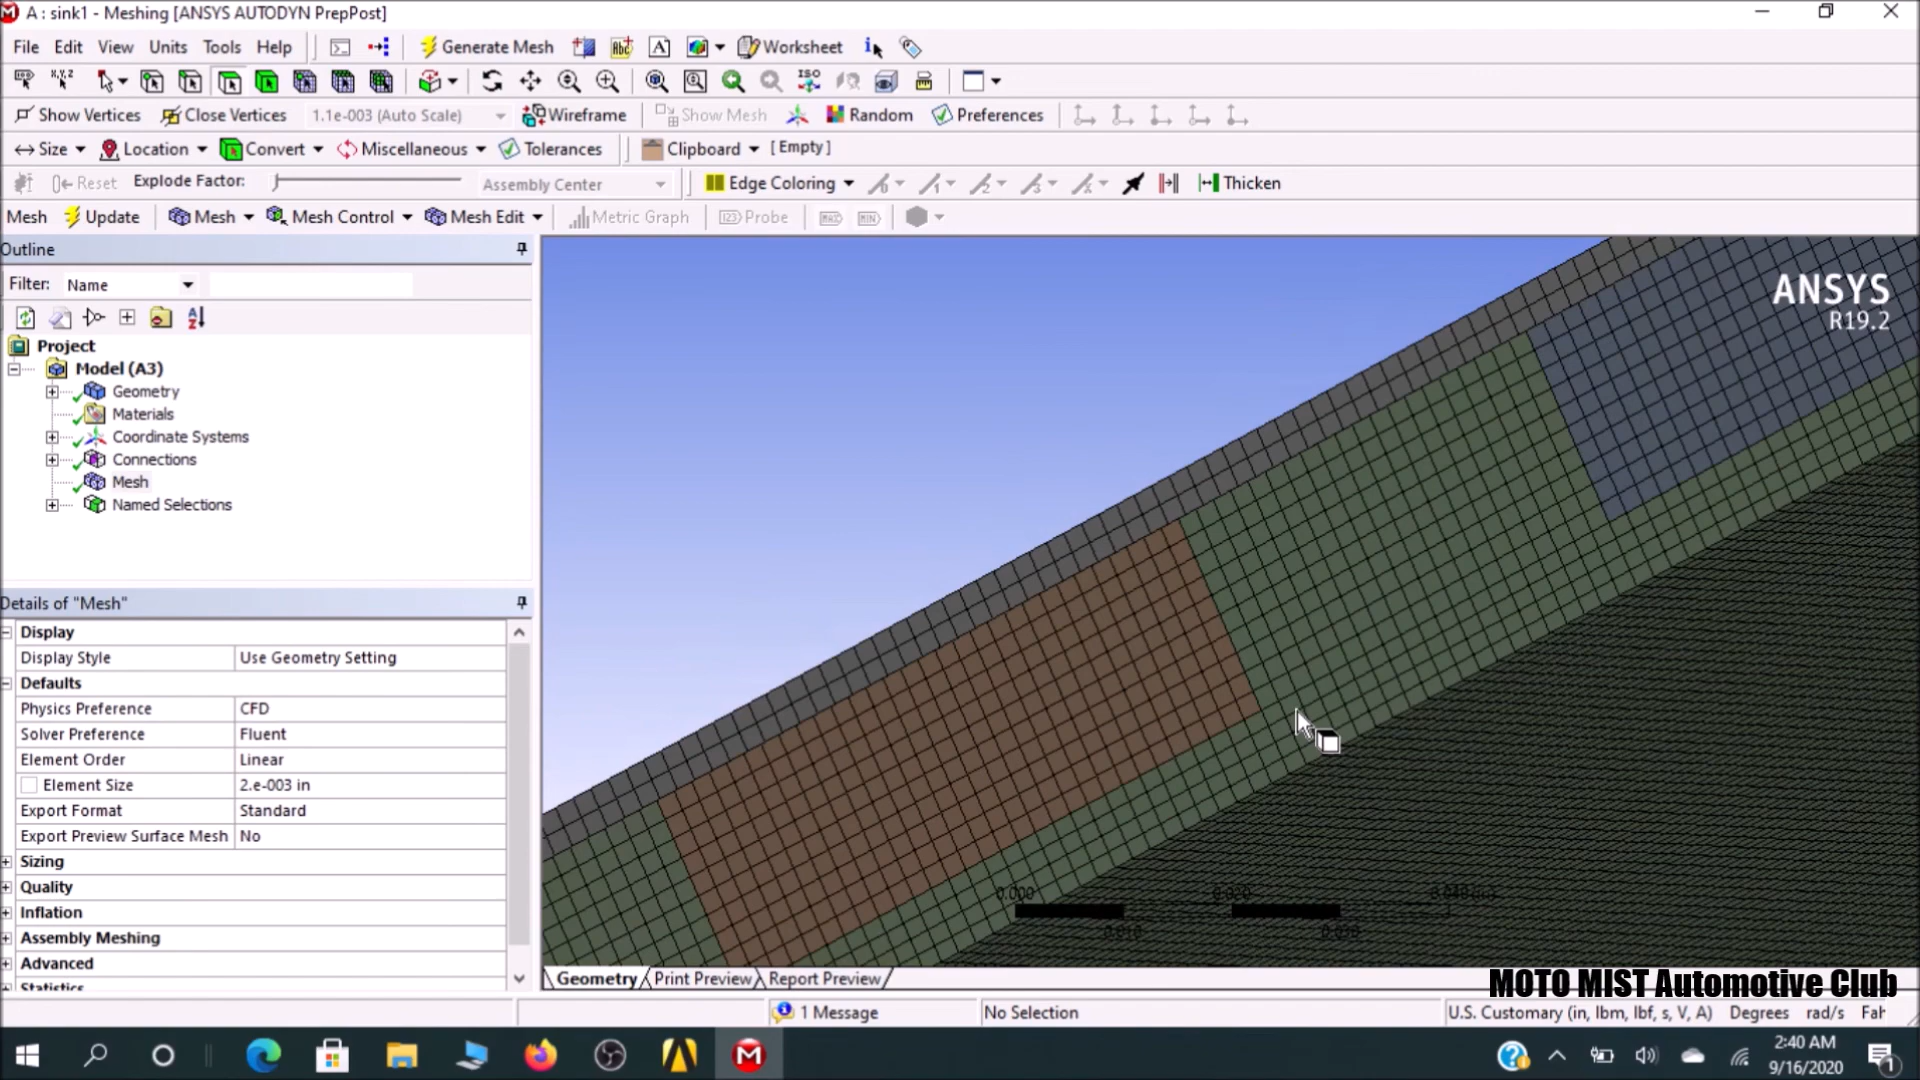 A : sink1 - Meshing [ANSYS AUTODYN PrepPost]
File Edit View Units Tools Help Generate Mesh Worksheet
Show Vertices Close Vertices 1.1e-003 (Auto Scale) Wireframe Show Mesh Random Preferences
Size Location Convert Miscellaneous Tolerances Clipboard [ Empty ]
Reset Explode Factor: Assembly Center Edge Coloring Thicken
Mesh Update Mesh Mesh Control Mesh Edit Metric Graph Probe
Outline
Filter: Name
Project
Model (A3)
Geometry
Materials
Coordinate Systems
Connections
Mesh
Named Selections
Details of "Mesh"
Display
Display Style Use Geometry Setting
Defaults
Physics Preference CFD
Solver Preference Fluent
Element Order Linear
Element Size 2.e-003 in
Export Format Standard
Export Preview Surface Mesh No
Sizing
Quality
Inflation
Assembly Meshing
Advanced
Statistics
ANSYS
R19.2
0.000
0.010
Geometry Print Preview Report Preview
MOTO MIST Automotive Club
1 Message No Selection U.S. Customary (in, lbm, lbf, s, V, A) Degrees rad/s Fah
2:40 AM
9/16/2020